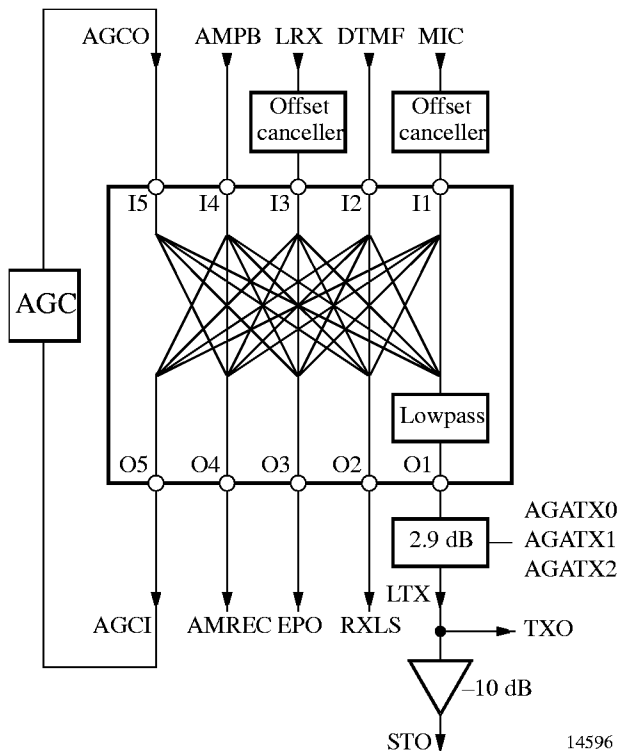 AGCO AMPB LRX DTMF MIC
Offset
canceller
Offset
canceller
I5 I4 I3 I2 I1
AGC
Lowpass
O5 O4 O3 O2 O1
2.9 dB
AGATX0
AGATX1
AGATX2
LTX
AGCI AMREC EPO RXLS
TXO
–10 dB
STO
14596